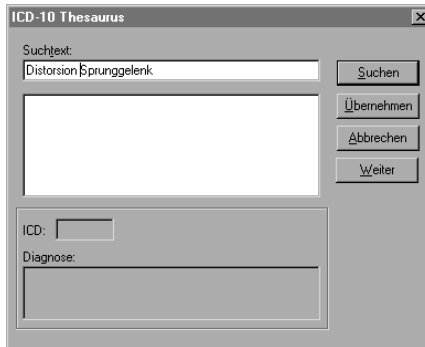 ICD-10 Thesaurus
Suchtext:
Distorsion Sprunggelenk
Suchen
Übernehmen
Abbrechen
Weiter
ICD:
Diagnose: